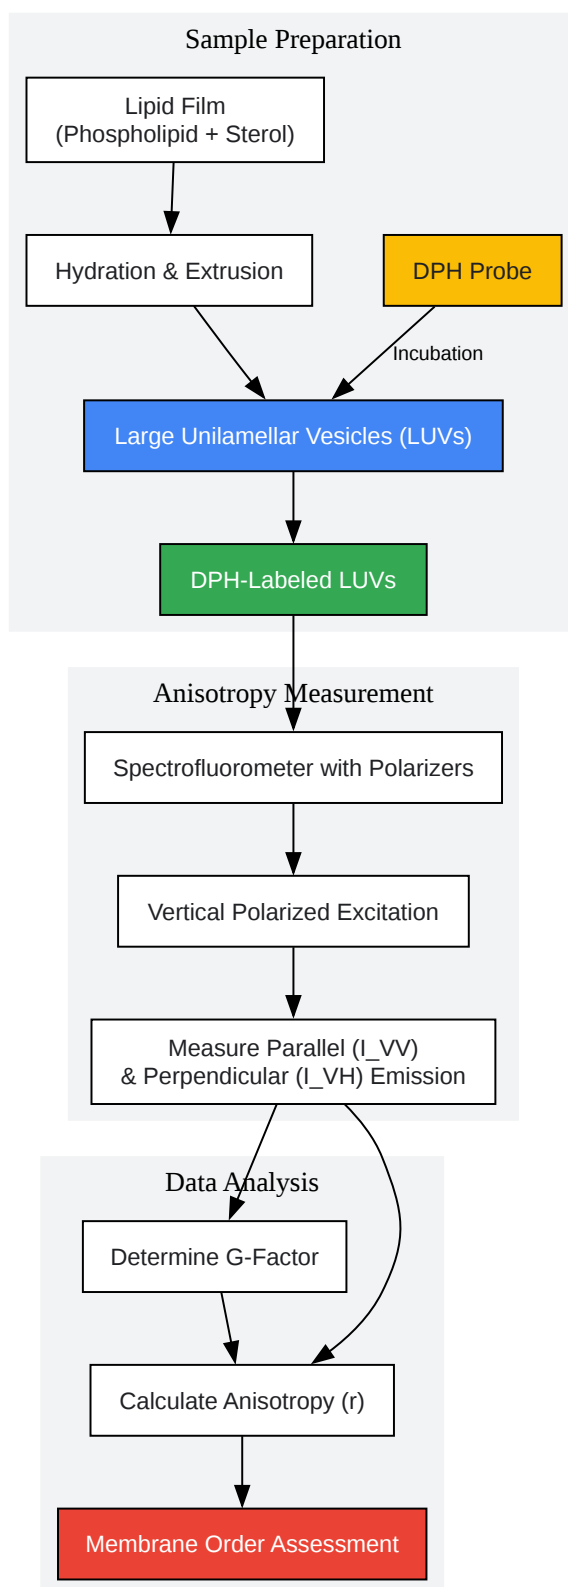 Sample Preparation
Lipid Film
(Phospholipid + Sterol)
Hydration & Extrusion
DPH Probe
Incubation
Large Unilamellar Vesicles (LUVs)
DPH-Labeled LUVs
Anisotropy Measurement
Spectrofluorometer with Polarizers
Vertical Polarized Excitation
Measure Parallel (I_VV)
& Perpendicular (I_VH) Emission
Data Analysis
Determine G-Factor
Calculate Anisotropy (r)
Membrane Order Assessment